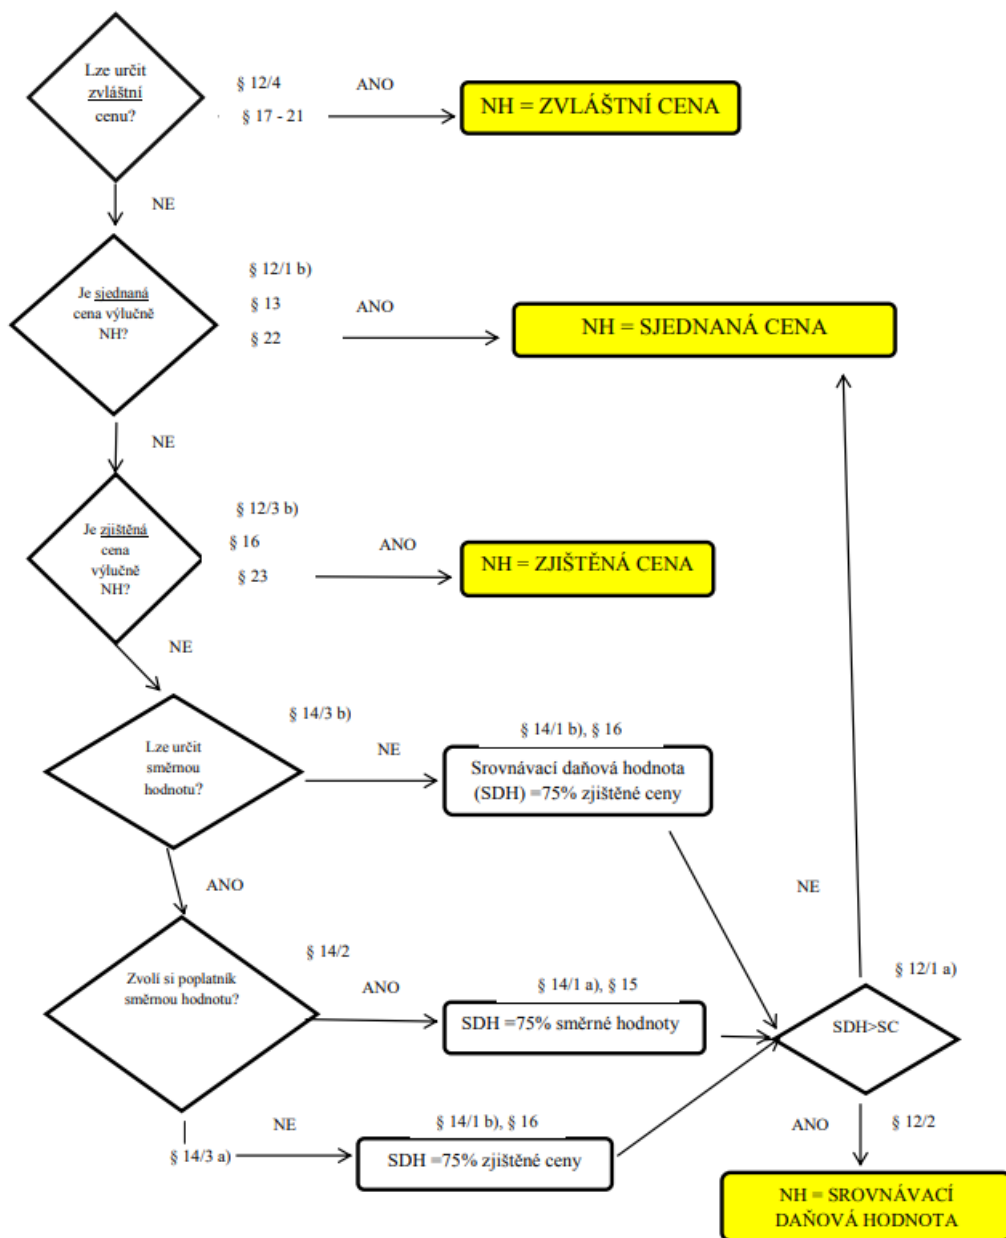 Lze určit
zvláštní
cenu?
§ 12/4
§ 17 - 21
ANO
NH = ZVLÁŠTNÍ CENA
NE
Je sjednaná
cena výlučně
NH?
§ 12/1 b)
§ 13
§ 22
ANO
NH = SJEDNANÁ CENA
NE
Je zjištěná
cena
výlučně
NH?
§ 12/3 b)
§ 16
§ 23
ANO
NH = ZJIŠTĚNÁ CENA
NE
Lze určit
směrnou
hodnotu?
§ 14/3 b)
NE
§ 14/1 b), § 16
Srovnávací daňová hodnota
(SDH) =75% zjištěné ceny
ANO
NE
Zvolí si poplatník
směrnou hodnotu?
§ 14/2
ANO
§ 14/1 a), § 15
SDH =75% směrné hodnoty
§ 12/1 a)
SDH>SC
§ 14/3 a)
NE
§ 14/1 b), § 16
SDH =75% zjištěné ceny
ANO
§ 12/2
NH = SROVNÁVACÍ
DAŇOVÁ HODNOTA